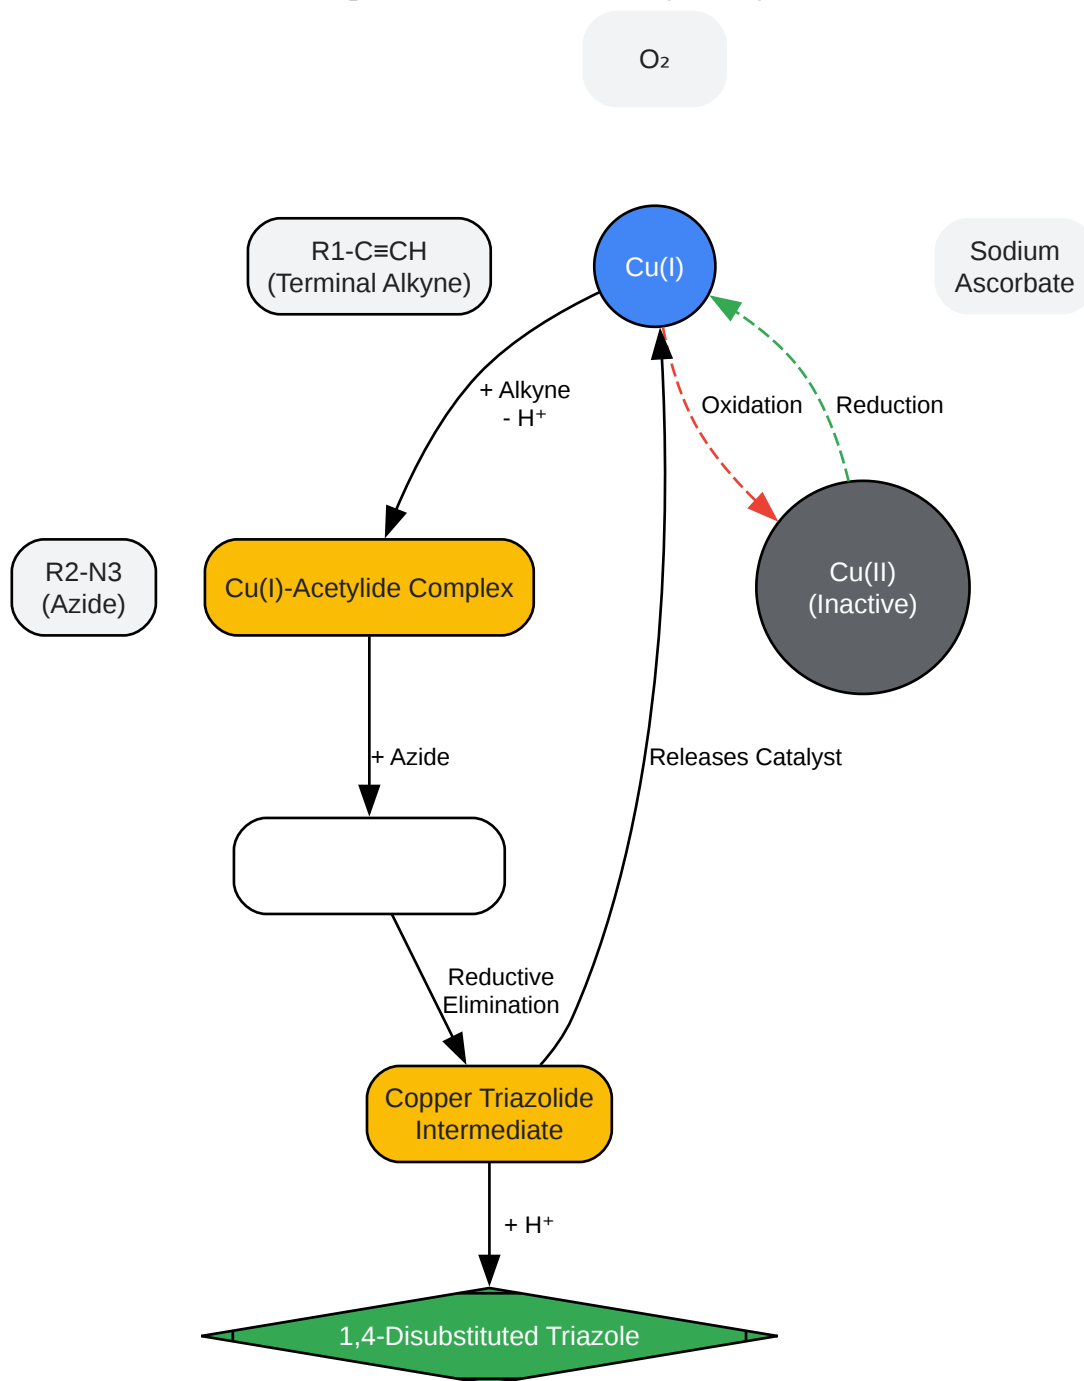 O₂
R1-C≡CH
(Terminal Alkyne)
Cu(I)
Sodium
Ascorbate
+ Alkyne
- H⁺
Oxidation
Reduction
R2-N3
(Azide)
Cu(I)-Acetylide Complex
Cu(II)
(Inactive)
+ Azide
Releases Catalyst
Reductive
Elimination
Copper Triazolide
Intermediate
+ H⁺
1,4-Disubstituted Triazole